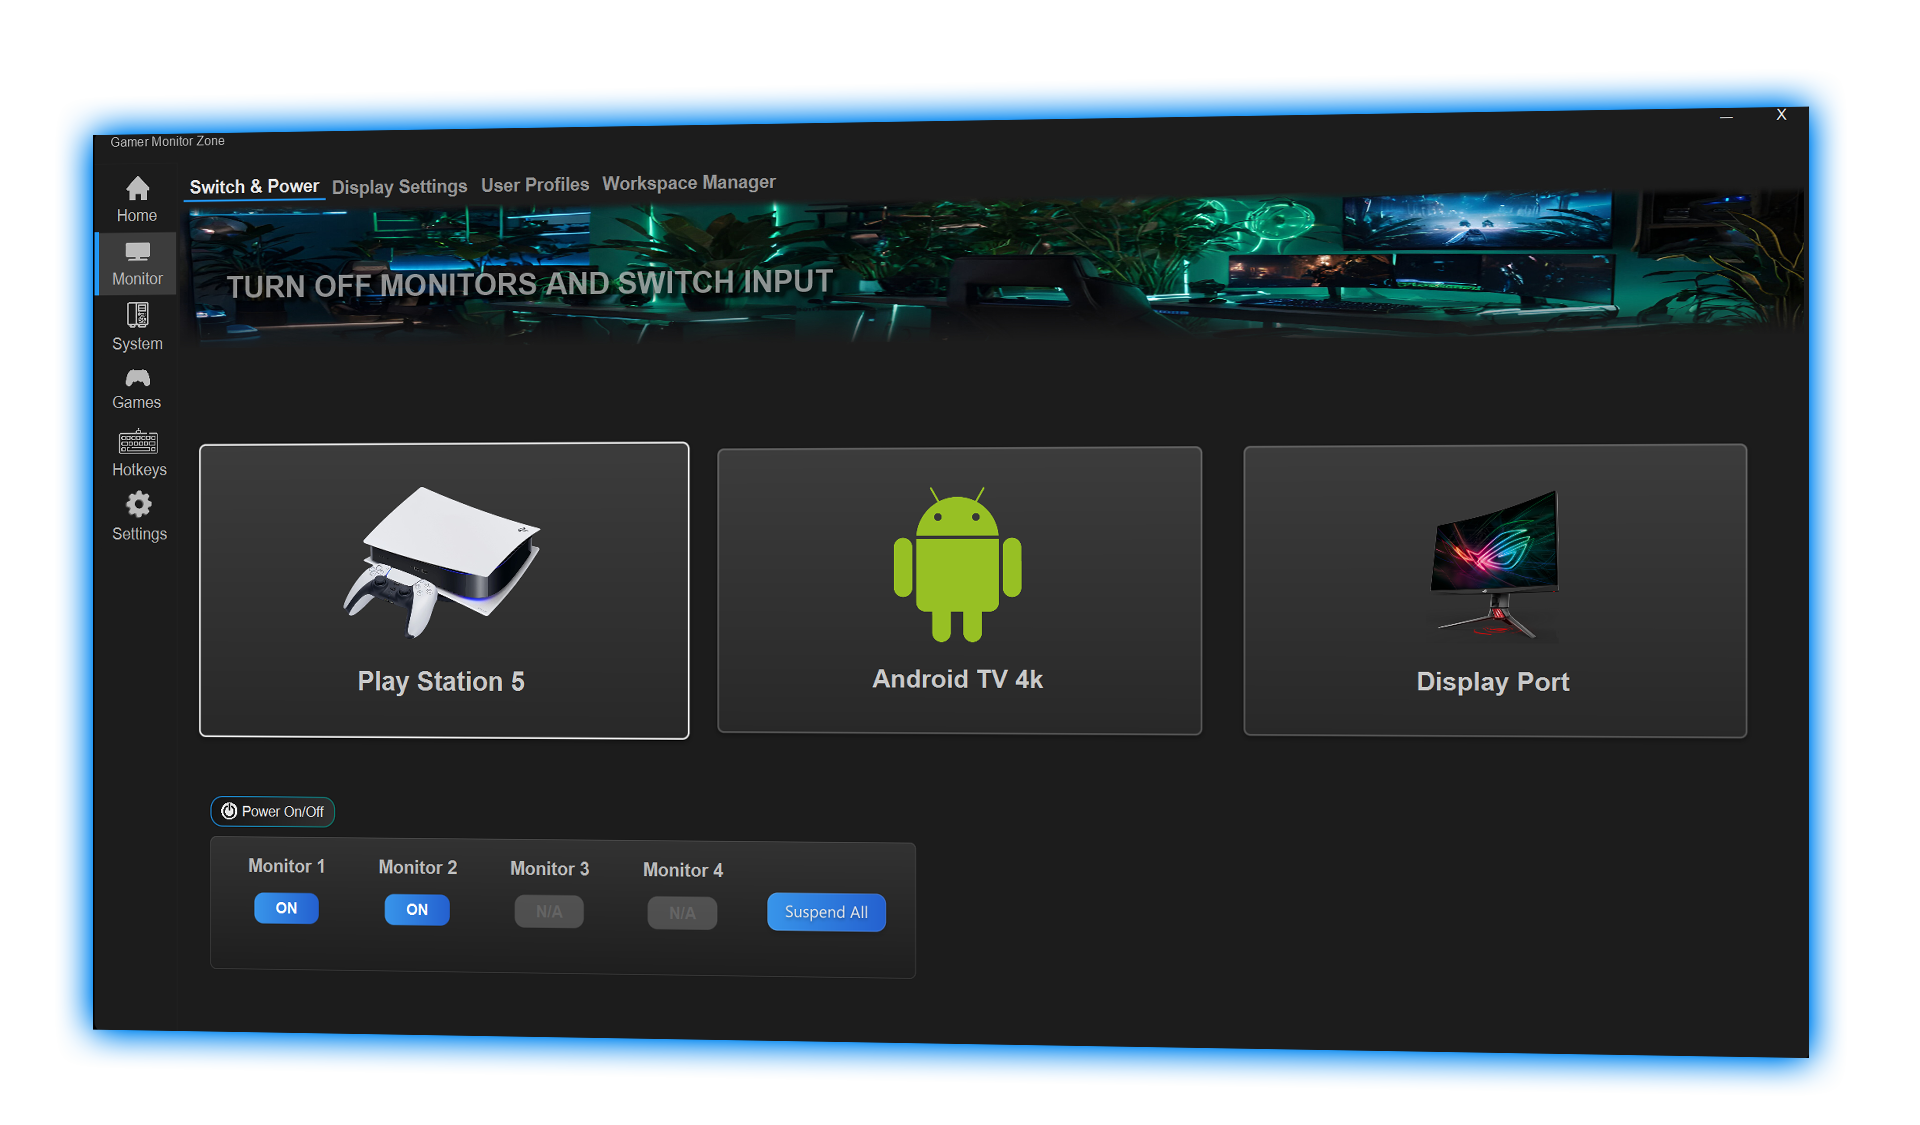 Gamer Monitor Zone
X
Home
Monitor
System
Games
Hotkeys
Settings
Switch & Power Display Settings User Profiles Workspace Manager
TURN OFF MONITORS AND SWITCH INPUT
Play Station 5
Android TV 4k
Display Port
Power On/Off
Monitor 1 Monitor 2 Monitor 3 Monitor 4
ON ON N/A N/A Suspend All